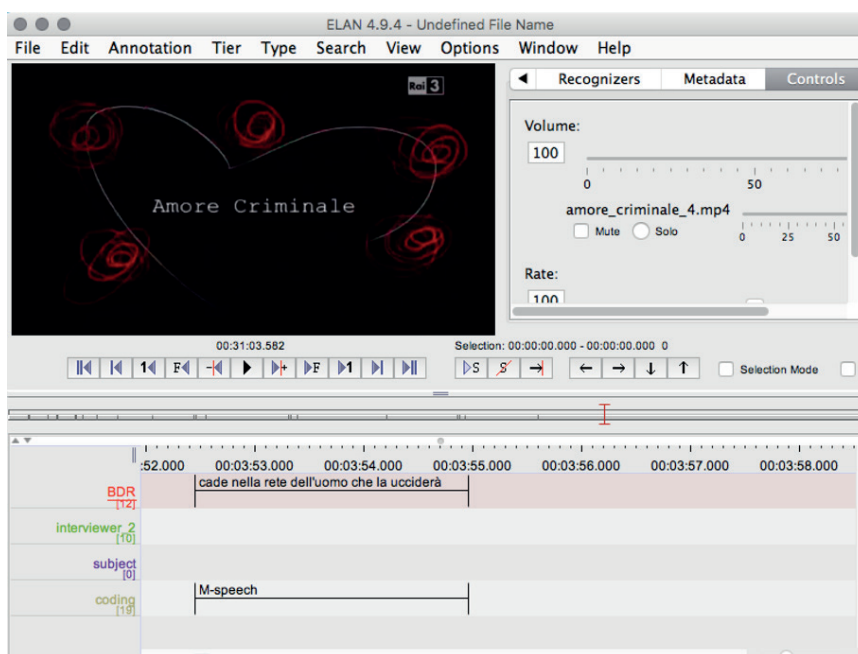 ELAN 4.9.4 - Undefined File Name
File Edit Annotation Tier Type Search View Options Window Help
Rai 3
Amore Criminale
Recognizers Metadata Controls
Volume:
100
0 50
amore_criminale_4.mp4
Mute Solo
0 25 50
Rate:
100
00:31:03.582
Selection: 00:00:00.000 - 00:00:00.000 0
1 F F 1 S S Selection Mode
:52.000 00:03:53.000 00:03:54.000 00:03:55.000 00:03:56.000 00:03:57.000 00:03:58.000
BDR
[12]
cade nella rete dell'uomo che la ucciderà
interviewer_2
[10]
subject
[0]
coding
[19]
M-speech